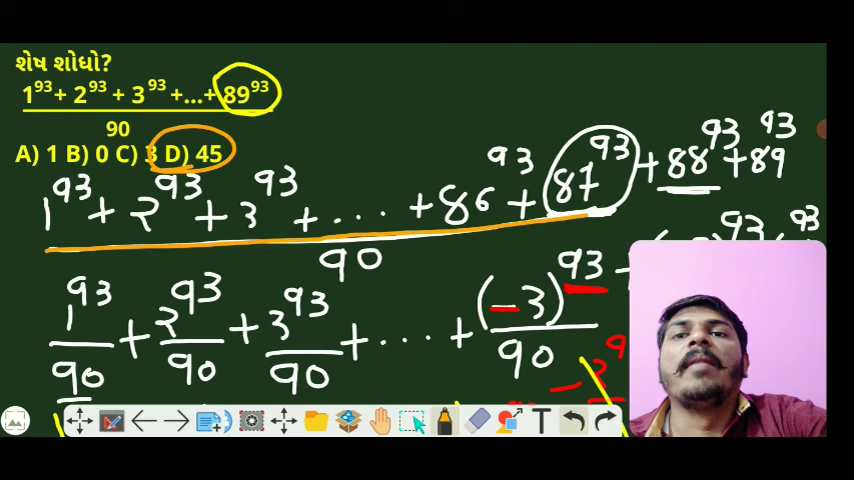 શેષ શોધો?
1⁹³+ 2⁹³ + 3⁹³ +...+ 89⁹³
90
A) 1 B) 0 C) 3 D) 45
1⁹³ + 2⁹³ + 3⁹³ + ... + 86⁹³ + 87⁹³ + 88⁹³ + 89⁹³
90
1⁹³ + 2⁹³ + 3⁹³ + ... + (-3)⁹³
90 90 90 90
T